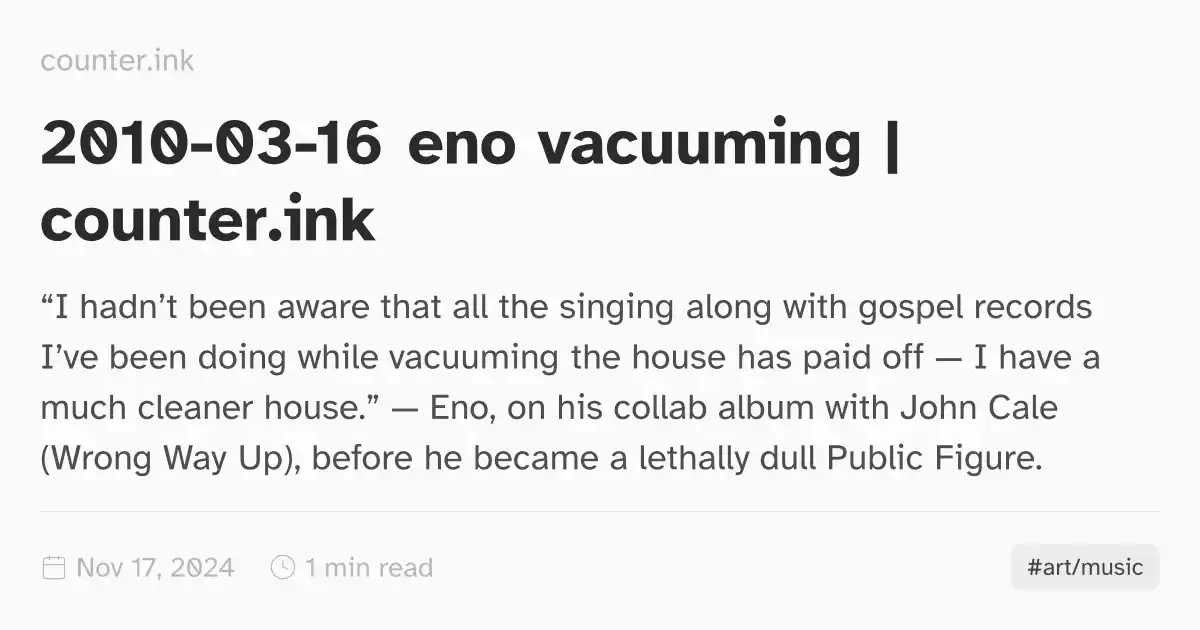 counter.ink
2010-03-16 eno vacuuming |
counter.ink
“I hadn’t been aware that all the singing along with gospel records
I’ve been doing while vacuuming the house has paid off — I have a
much cleaner house.” — Eno, on his collab album with John Cale
(Wrong Way Up), before he became a lethally dull Public Figure.
Nov 17, 2024 1 min read #art/music